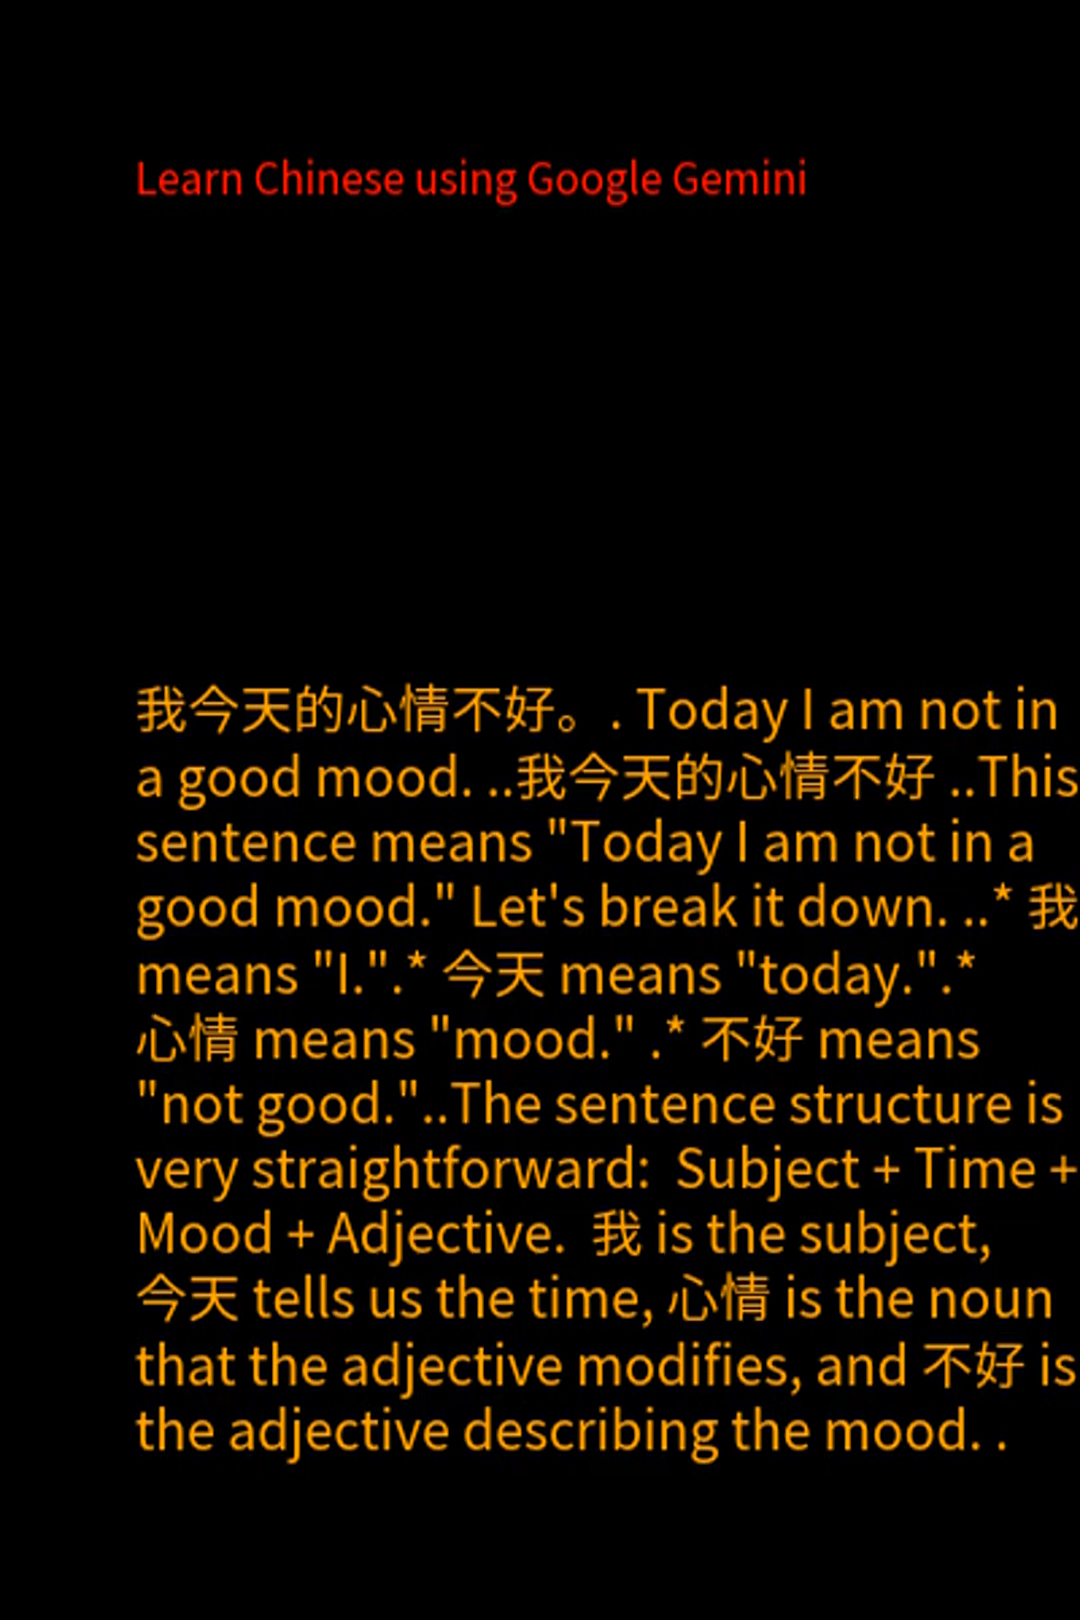 Learn Chinese using Google Gemini
我今天的心情不好。 . Today I am not in
a good mood. ..我今天的心情不好 ..This
sentence means "Today I am not in a
good mood." Let's break it down. ..* 我
means "I.".* 今天 means "today.".*
心情 means "mood." .* 不好 means
"not good."..The sentence structure is
very straightforward:  Subject + Time +
Mood + Adjective.  我 is the subject,
今天 tells us the time, 心情 is the noun
that the adjective modifies, and 不好 is
the adjective describing the mood. .